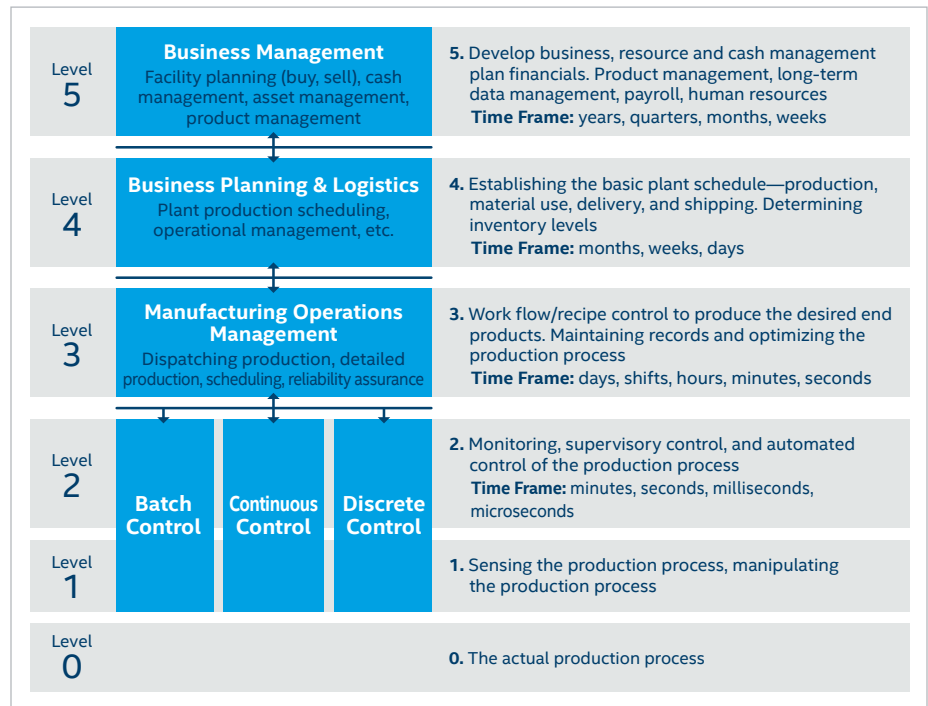 Level
5
Business Management
Facility planning (buy, sell), cash
management, asset management,
product management
5. Develop business, resource and cash management
plan financials. Product management, long-term
data management, payroll, human resources
Time Frame: years, quarters, months, weeks
Level
4
Business Planning & Logistics
Plant production scheduling,
operational management, etc.
4. Establishing the basic plant schedule—production,
material use, delivery, and shipping. Determining
inventory levels
Time Frame: months, weeks, days
Level
3
Manufacturing Operations
Management
Dispatching production, detailed
production, scheduling, reliability assurance
3. Work flow/recipe control to produce the desired end
products. Maintaining records and optimizing the
production process
Time Frame: days, shifts, hours, minutes, seconds
Level
2
Batch
Control
Continuous
Control
Discrete
Control
2. Monitoring, supervisory control, and automated
control of the production process
Time Frame: minutes, seconds, milliseconds,
microseconds
Level
1
1. Sensing the production process, manipulating
the production process
Level
0
0. The actual production process